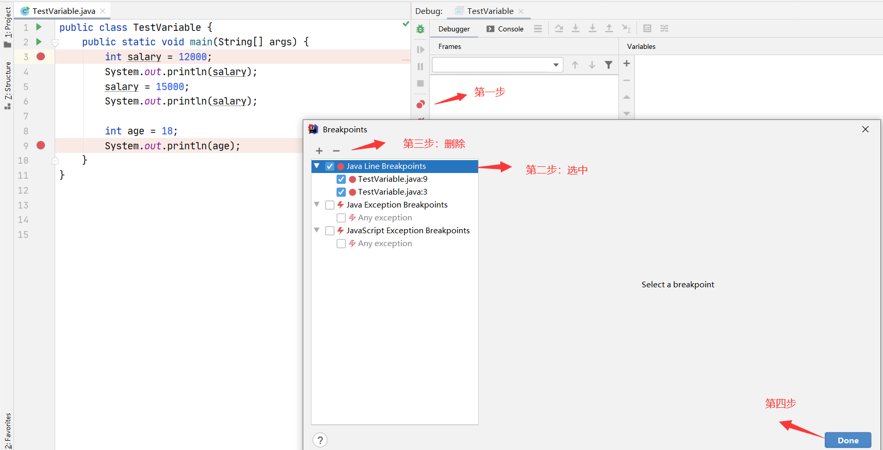 1: Project
Z: Structure
2: Favorites
TestVariable.java
1 public class TestVariable {
2 public static void main(String[] args) {
3 int salary = 12000;
4 System.out.println(salary);
5 salary = 15000;
6 System.out.println(salary);
7
8 int age = 18;
9 System.out.println(age);
10 }
11 }
12
13
14
15
Debug: TestVariable
Debugger Console
Frames Variables
第一步
Breakpoints
第三步：删除
Java Line Breakpoints
第二步：选中
TestVariable.java:9
TestVariable.java:3
Java Exception Breakpoints
Any exception
JavaScript Exception Breakpoints
Any exception
Select a breakpoint
第四步
? Done